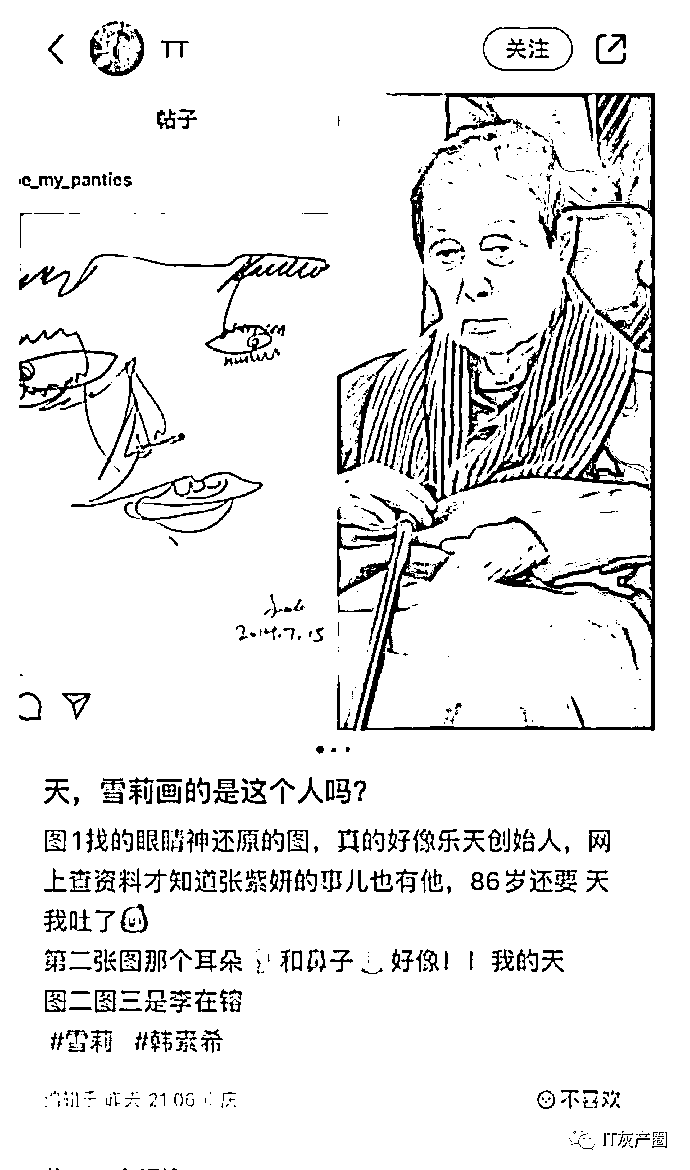 TT
关注
帖子
e_my_panties
2014.7.15
天，雪莉画的是这个人吗？
图1找的眼睛神还原的图，真的好像乐天创始人，网
上查资料才知道张紫妍的事儿也有他，86岁还要 天
我吐了
第二张图那个耳朵 和鼻子 好像！！ 我的天
图二图三是李在镕
#雪莉 #韩素希
昨天 21:06
不喜欢
IT灰产圈